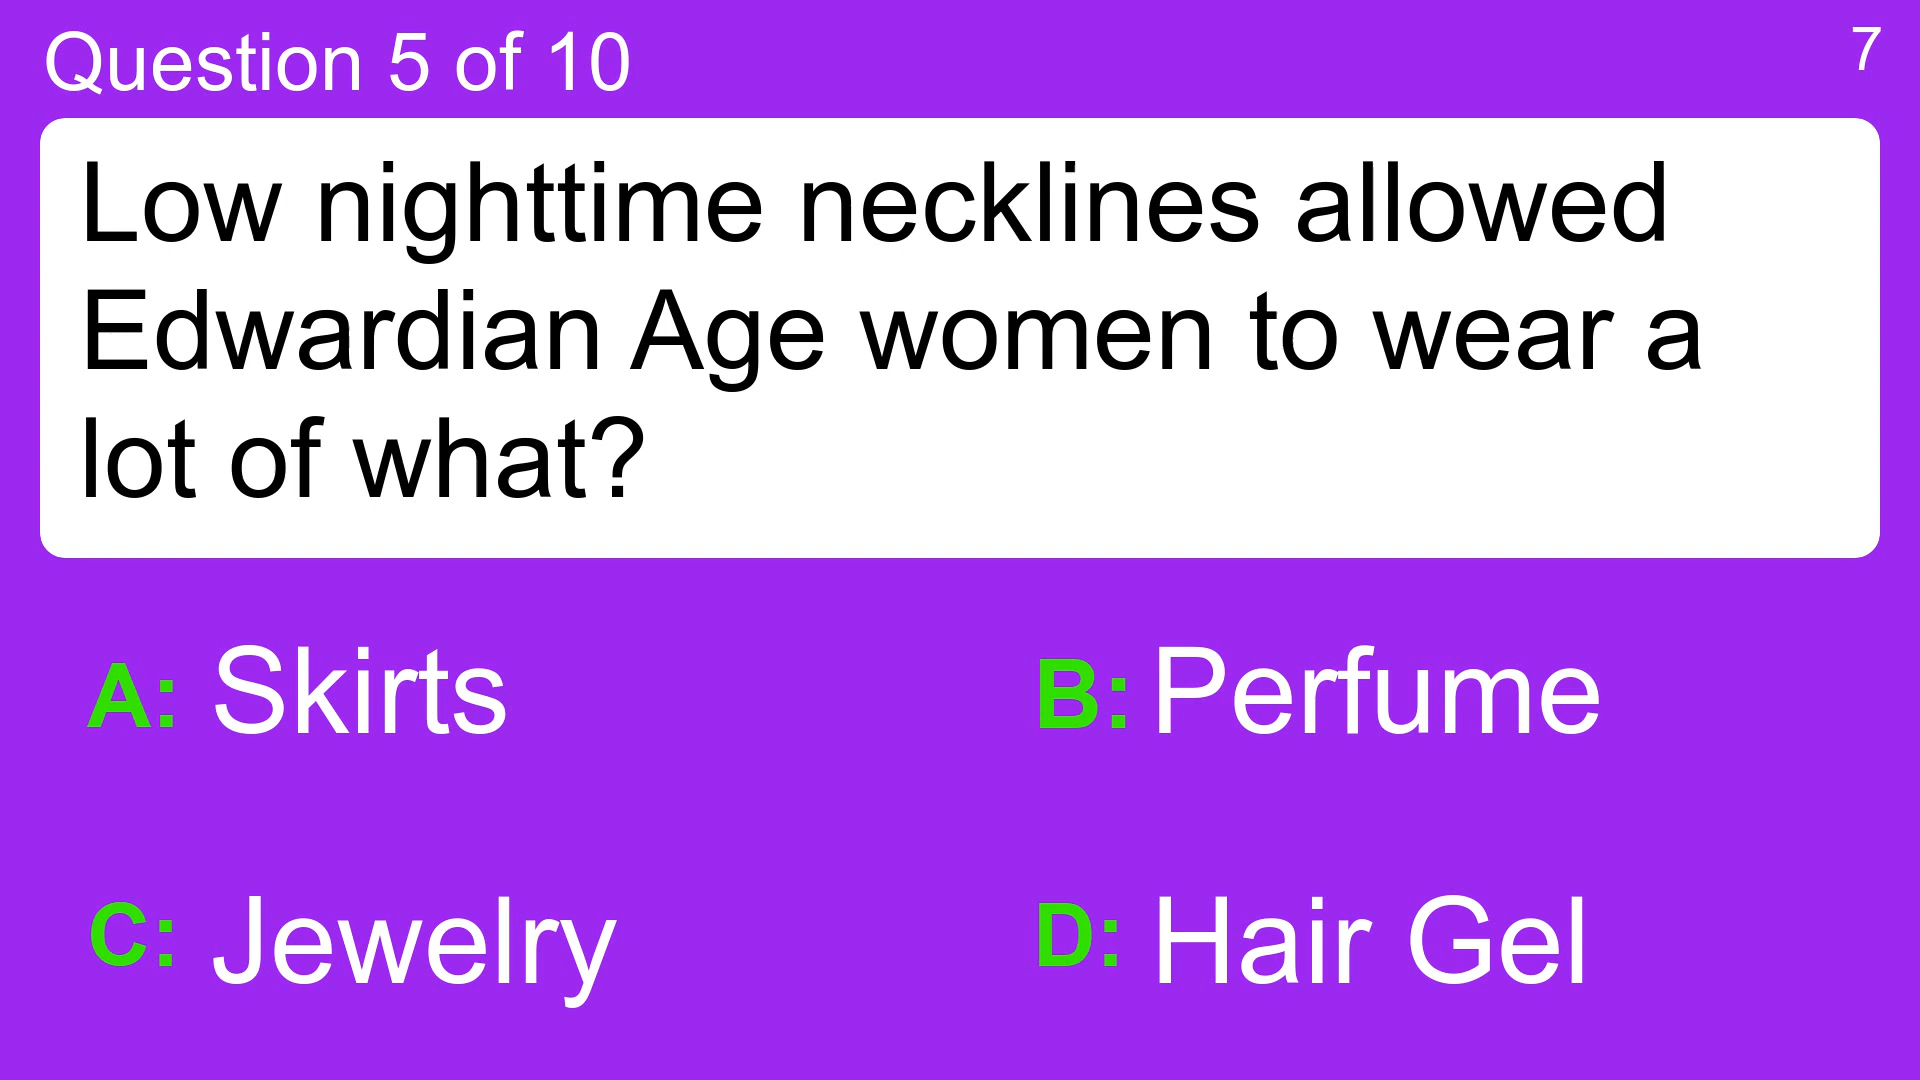 Question 5 of 10
7
Low nighttime necklines allowed
Edwardian Age women to wear a
lot of what?
A: Skirts
B: Perfume
C: Jewelry
D: Hair Gel